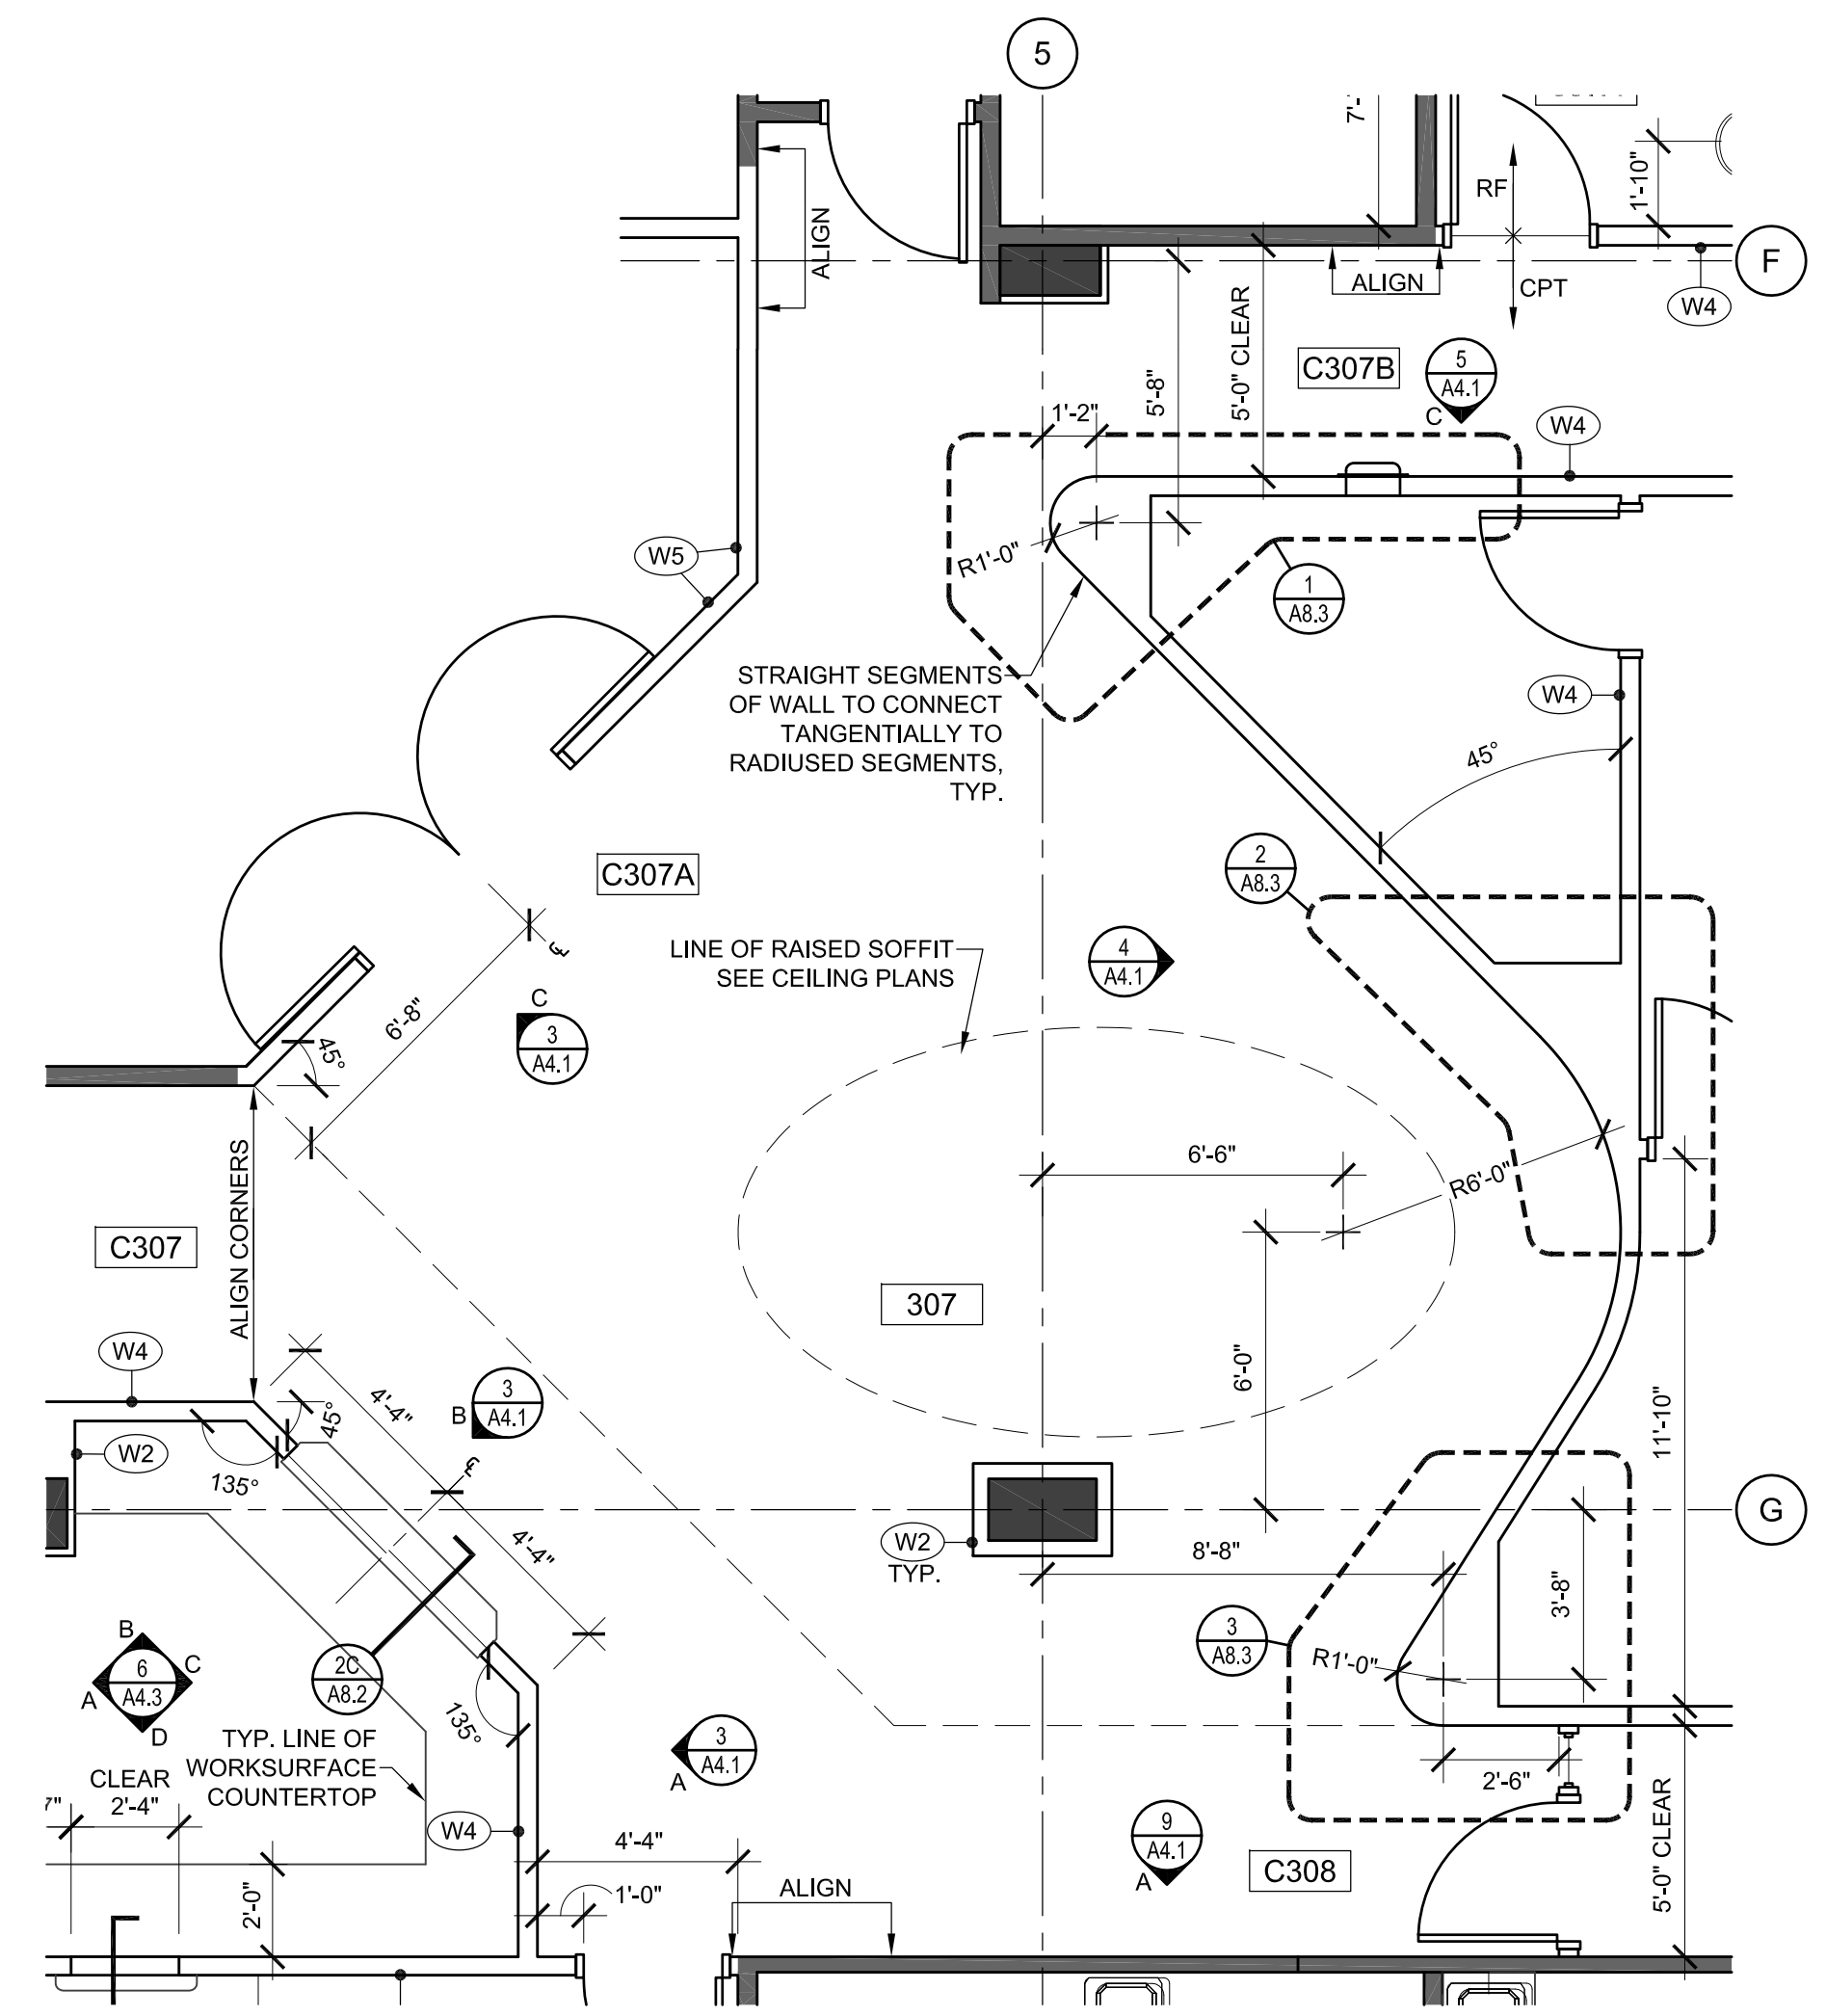 5
7'-
RF
1'-10"
ALIGN
F
ALIGN
CPT
W4
5'-0" CLEAR
C307B
5
A4.1
C
5'-8"
1'-2"
W4
W5
R1'-0"
1
A8.3
STRAIGHT SEGMENTS
OF WALL TO CONNECT
TANGENTIALLY TO
RADIUSED SEGMENTS,
TYP.
W4
45°
C307A
2
A8.3
LINE OF RAISED SOFFIT
SEE CEILING PLANS
4
A4.1
℄
6'-8"
C
3
A4.1
45°
ALIGN CORNERS
6'-6"
R6'-0"
C307
307
W4
6'-0"
3
A4.1
B
4'-4"
45°
11'-10"
W2
135°
℄
G
4'-4"
W2
TYP.
8'-8"
3'-8"
3
A8.3
R1'-0"
B
6
A4.3
C
A
D
2C
A8.2
135°
TYP. LINE OF
WORKSURFACE
COUNTERTOP
3
A4.1
A
2'-6"
CLEAR
2'-4"
7"
W4
9
A4.1
A
C308
5'-0" CLEAR
4'-4"
1'-0"
ALIGN
2'-0"